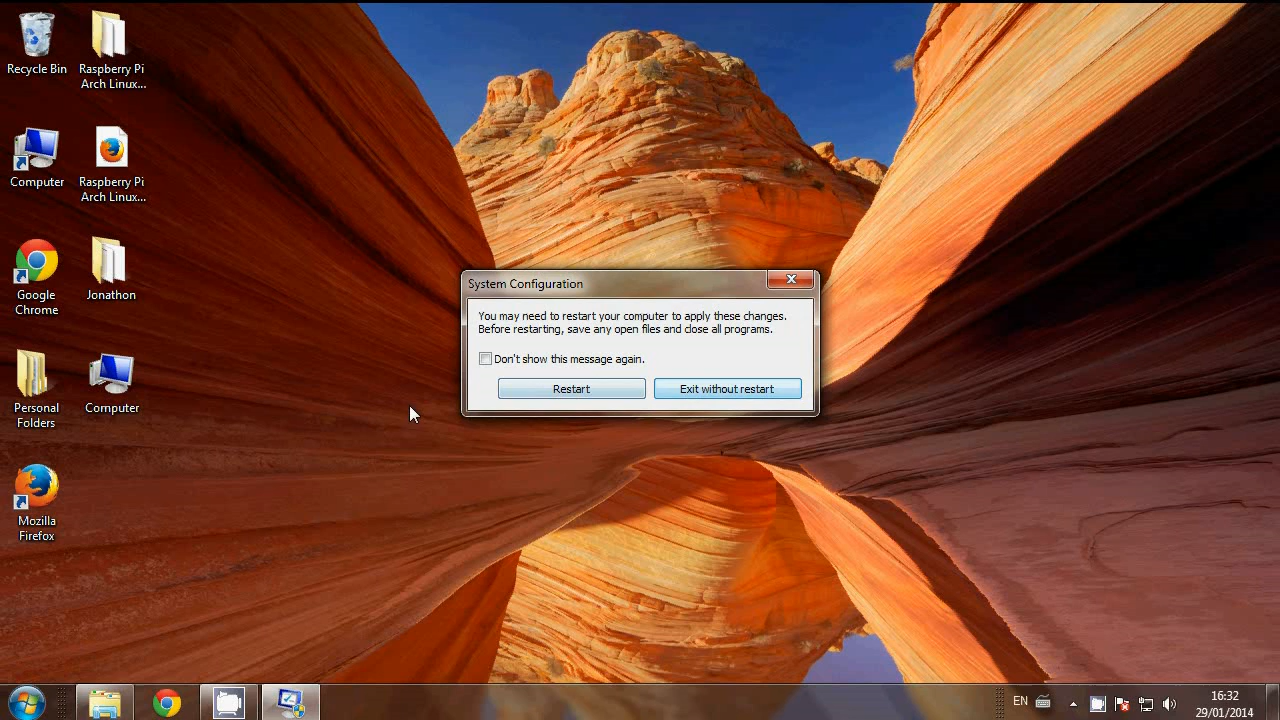 Recycle Bin
Raspberry Pi
Arch Linux...
Computer
Raspberry Pi
Arch Linux...
Google
Chrome
Jonathon
Personal
Folders
Computer
Mozilla
Firefox
System Configuration
You may need to restart your computer to apply these changes.
Before restarting, save any open files and close all programs.
Don't show this message again.
Restart
Exit without restart
EN
16:32
29/01/2014